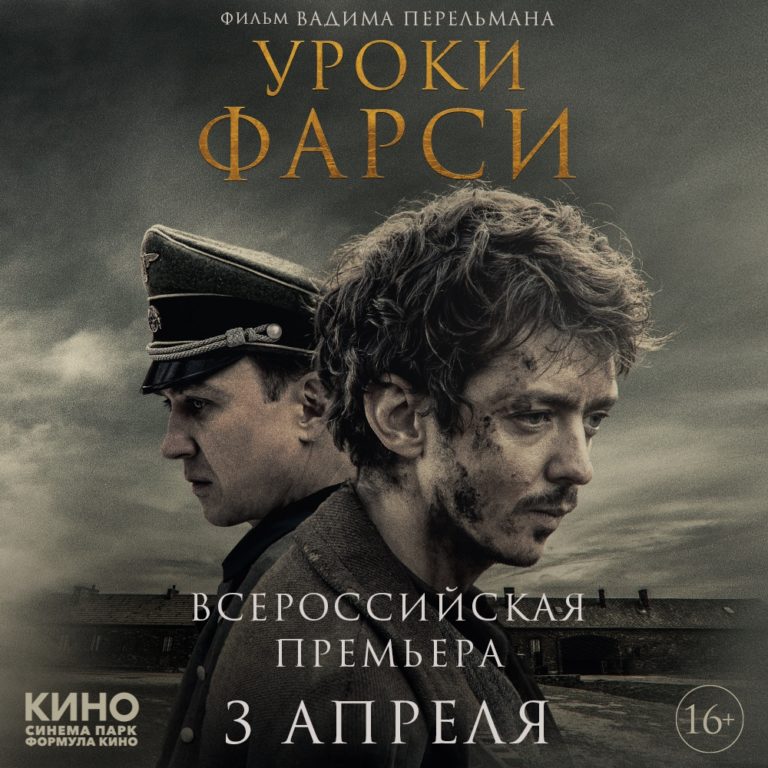 ФИЛЬМ ВАДИМА ПЕРЕЛЬМАНА
УРОКИ
ФАРСИ
ВСЕРОССИЙСКАЯ
ПРЕМЬЕРА
3 АПРЕЛЯ
КИНО
СИНЕМА ПАРК
ФОРМУЛА КИНО
16+